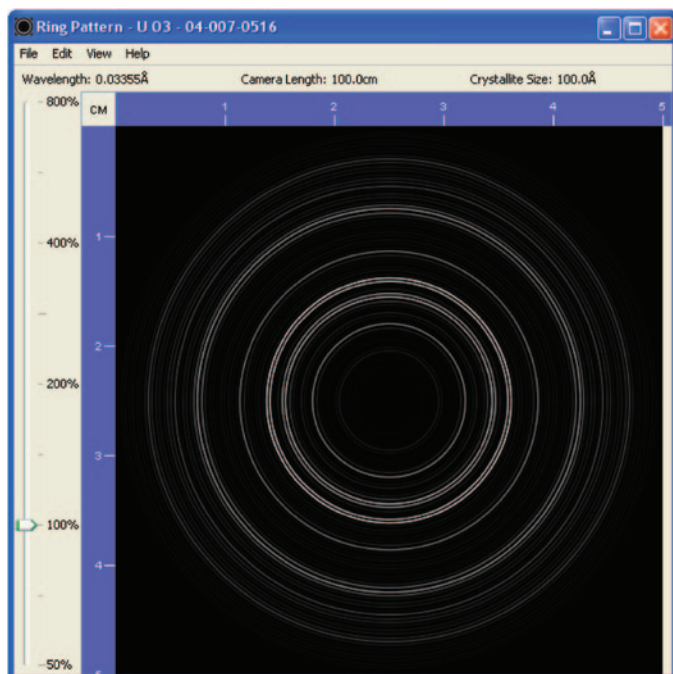 Ring Pattern - U O3 - 04-007-0516
File Edit View Help
Wavelength: 0.03355Å Camera Length: 100.0cm Crystallite Size: 100.0Å
800%
CM
1 2 3 4 5
1
400%
2
200%
3
100%
4
50%